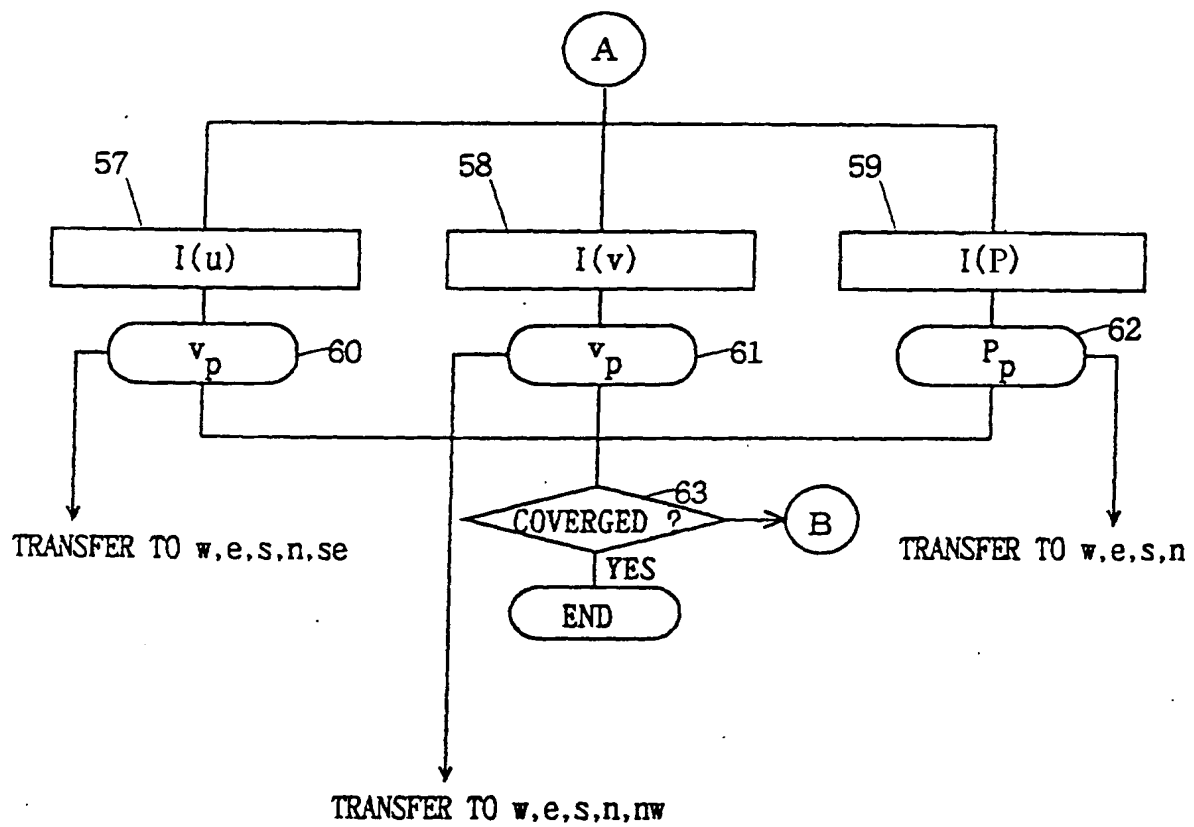 A
57
58
59
I(u)
I(v)
I(P)
v_p
60
v_p
61
P_p
62
63
COVERGED ?
B
TRANSFER TO w,e,s,n,se
TRANSFER TO w,e,s,n
YES
END
TRANSFER TO w,e,s,n,nw